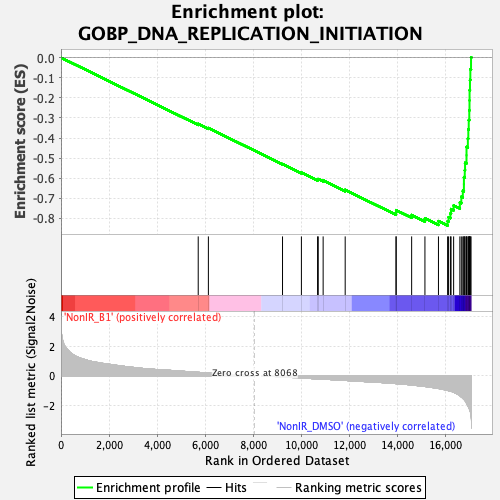 Enrichment plot:
GOBP_DNA_REPLICATION_INITIATION
Enrichment score (ES)
0.0
-0.1
-0.2
-0.3
-0.4
-0.5
-0.6
-0.7
-0.8
Ranked list metric (Signal2Noise)
4
2
0
-2
'NonIR_B1' (positively correlated)
Zero cross at 8068
'NonIR_DMSO' (negatively correlated)
0 2,000 4,000 6,000 8,000 10,000 12,000 14,000 16,000
Rank in Ordered Dataset
Enrichment profile Hits Ranking metric scores